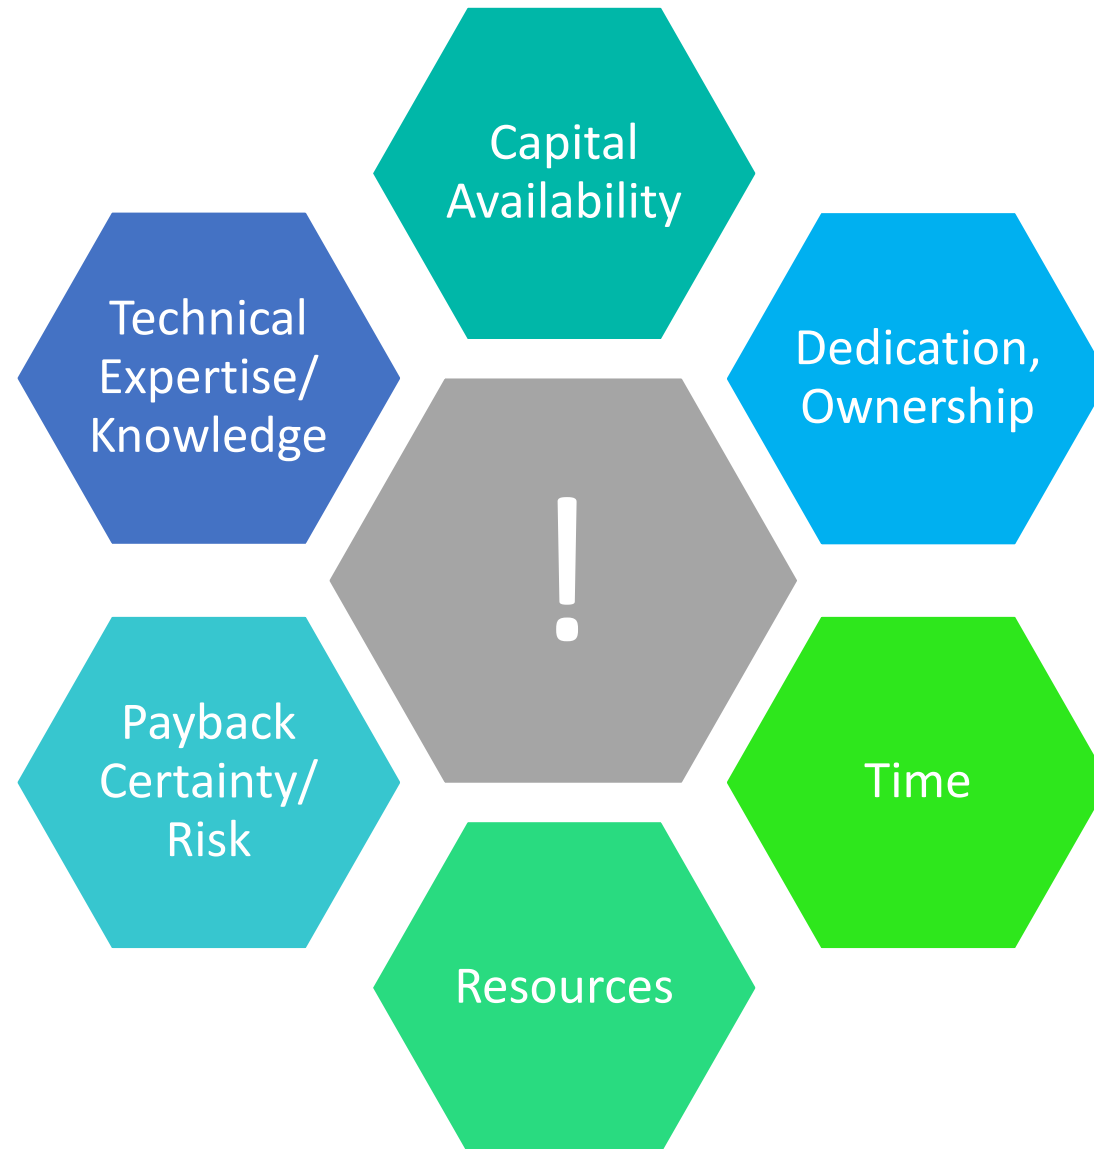 Capital
Availability
Technical
Expertise/
Knowledge
Dedication,
Ownership
!
Payback
Certainty/
Risk
Time
Resources